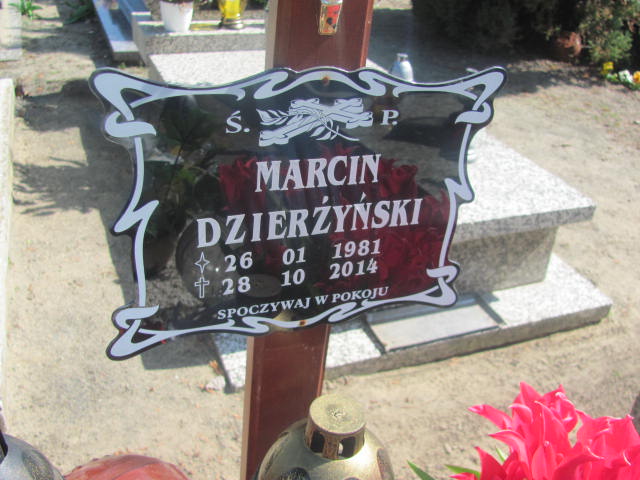 Ś. P.
MARCIN
DZIERŻYŃSKI
26 01 1981
28 10 2014
SPOCZYWAJ W POKOJU